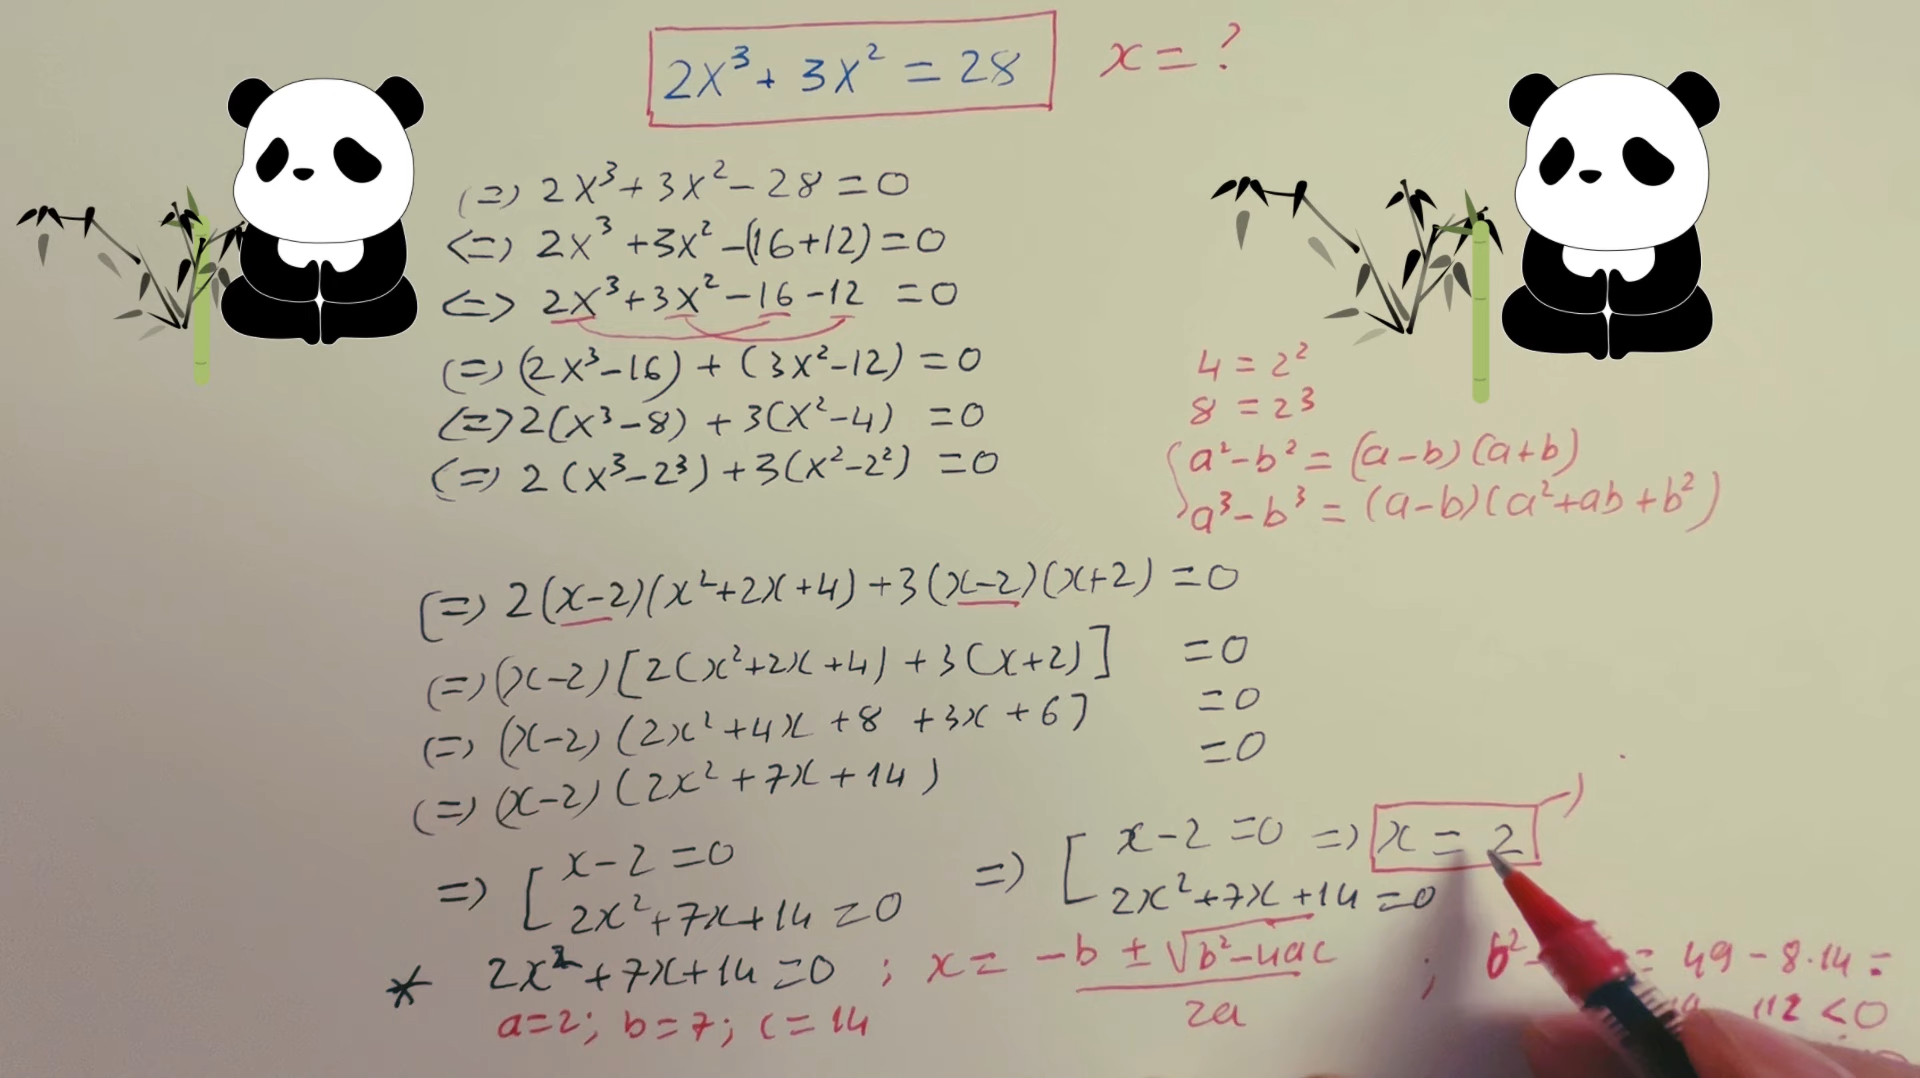 2x³ + 3x² = 28
x = ?
(=) 2x³ + 3x² - 28 = 0
<=> 2x³ + 3x² - (16+12) = 0
<=> 2x³ + 3x² - 16 - 12 = 0
(=) (2x³ - 16) + (3x² - 12) = 0
(=) 2(x³ - 8) + 3(x² - 4) = 0
(=) 2(x³ - 2³) + 3(x² - 2²) = 0
4 = 2²
8 = 2³
a² - b² = (a-b)(a+b)
a³ - b³ = (a-b)(a² + ab + b²)
(=) 2(x-2)(x² + 2x + 4) + 3(x-2)(x+2) = 0
(=) (x-2)[2(x² + 2x + 4) + 3(x+2)] = 0
(=) (x-2)(2x² + 4x + 8 + 3x + 6] = 0
(=) (x-2)(2x² + 7x + 14) = 0
=> [ x - 2 = 0
2x² + 7x + 14 = 0
=> [ x - 2 = 0 => x = 2
2x² + 7x + 14 = 0
* 2x² + 7x + 14 = 0 ; x = -b ± √b² - 4ac / 2a ; b² - = 49 - 8·14 =
a = 2; b = 7; c = 14
112 < 0